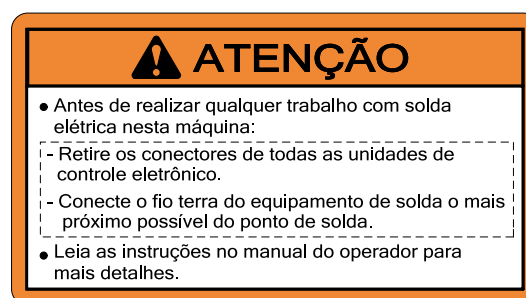 ATENÇÃO
• Antes de realizar qualquer trabalho com solda
elétrica nesta máquina:
- Retire os conectores de todas as unidades de
controle eletrônico.
- Conecte o fio terra do equipamento de solda o mais
próximo possível do ponto de solda.
• Leia as instruções no manual do operador para
mais detalhes.